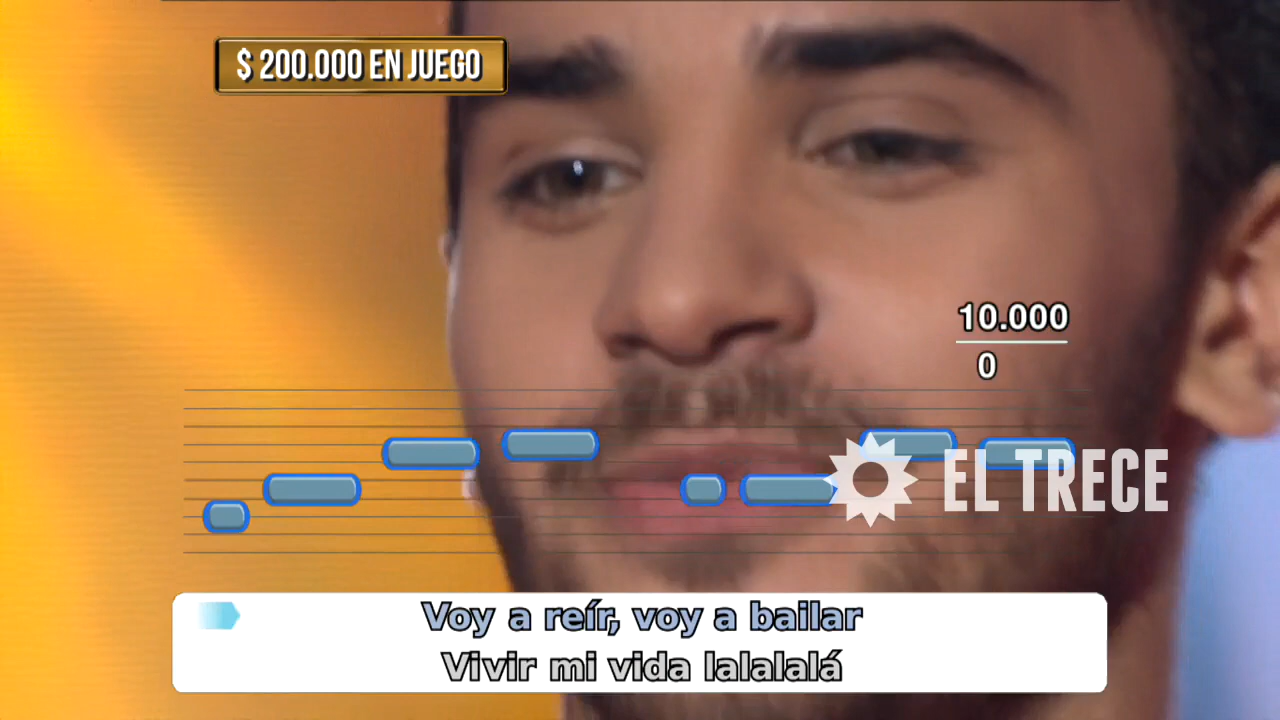 $ 200.000 EN JUEGO
10.000
0
EL TRECE
Voy a reír, voy a bailar
Vivir mi vida lalalalá